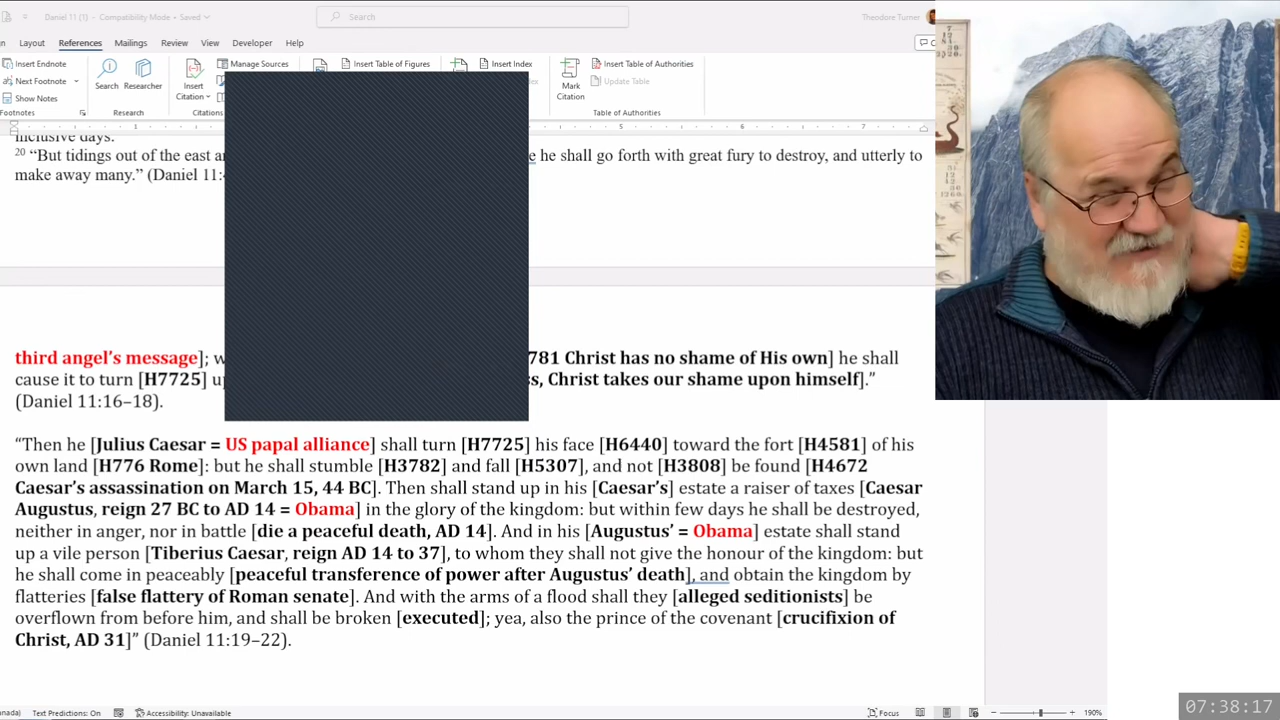 Daniel 11 (1) - Compatibility Mode • Saved
Search
Theodore Turner
Layout References Mailings Review View Developer Help
Insert Endnote
Next Footnote
Show Notes
Footnotes
Search
Researcher
Research
Insert
Citation
Manage Sources
Citations
Insert Table of Figures
Insert Index
Mark
Citation
Insert Table of Authorities
Update Table
Table of Authorities
1 5 6 7
inclusive days.
20 “But tidings out of the east
he shall go forth with great fury to destroy, and utterly to
make away many.” (Daniel 11:
third angel’s message];
781 Christ has no shame of His own] he shall
cause it to turn [H7725]
, Christ takes our shame upon himself].”
(Daniel 11:16–18).
“Then he [Julius Caesar = US papal alliance] shall turn [H7725] his face [H6440] toward the fort [H4581] of his
own land [H776 Rome]: but he shall stumble [H3782] and fall [H5307], and not [H3808] be found [H4672
Caesar’s assassination on March 15, 44 BC]. Then shall stand up in his [Caesar’s] estate a raiser of taxes [Caesar
Augustus, reign 27 BC to AD 14 = Obama] in the glory of the kingdom: but within few days he shall be destroyed,
neither in anger, nor in battle [die a peaceful death, AD 14]. And in his [Augustus’ = Obama] estate shall stand
up a vile person [Tiberius Caesar, reign AD 14 to 37], to whom they shall not give the honour of the kingdom: but
he shall come in peaceably [peaceful transference of power after Augustus’ death], and obtain the kingdom by
flatteries [false flattery of Roman senate]. And with the arms of a flood shall they [alleged seditionists] be
overflown from before him, and shall be broken [executed]; yea, also the prince of the covenant [crucifixion of
Christ, AD 31]” (Daniel 11:19–22).
Text Predictions: On
Accessibility: Unavailable
Focus
190%
07:38:17